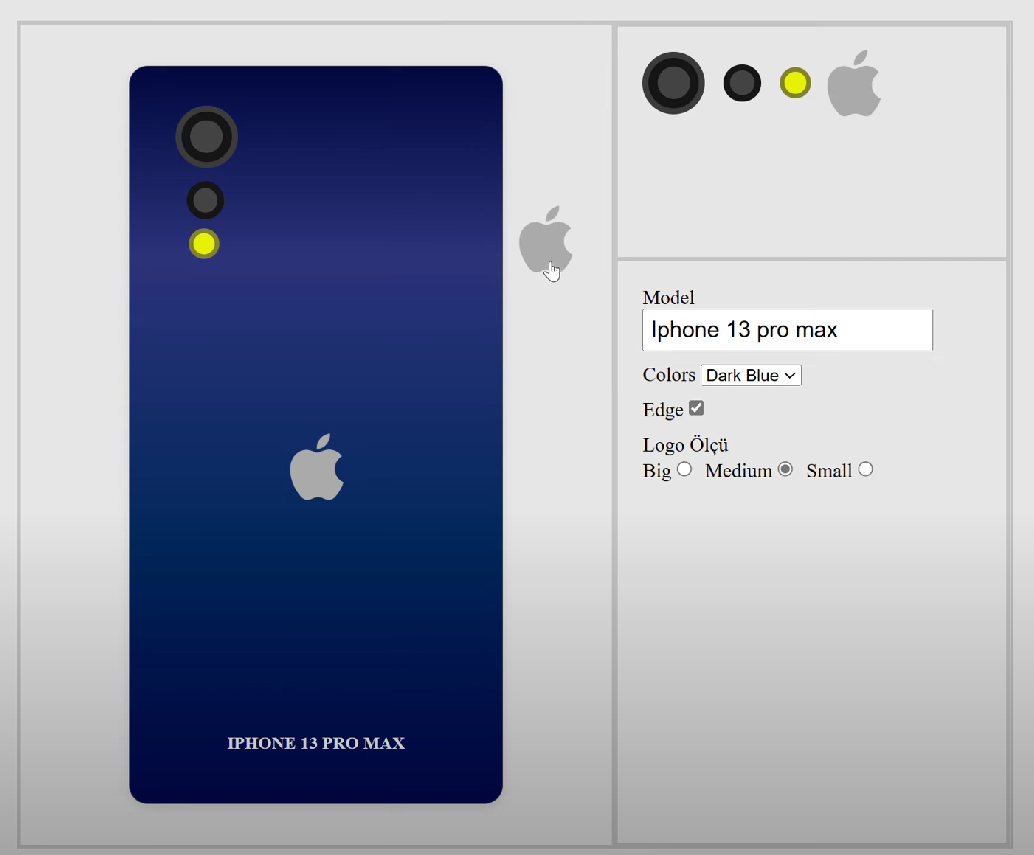 IPHONE 13 PRO MAX
Model
Iphone 13 pro max
Colors Dark Blue
Edge
Logo Ölçü
Big Medium Small